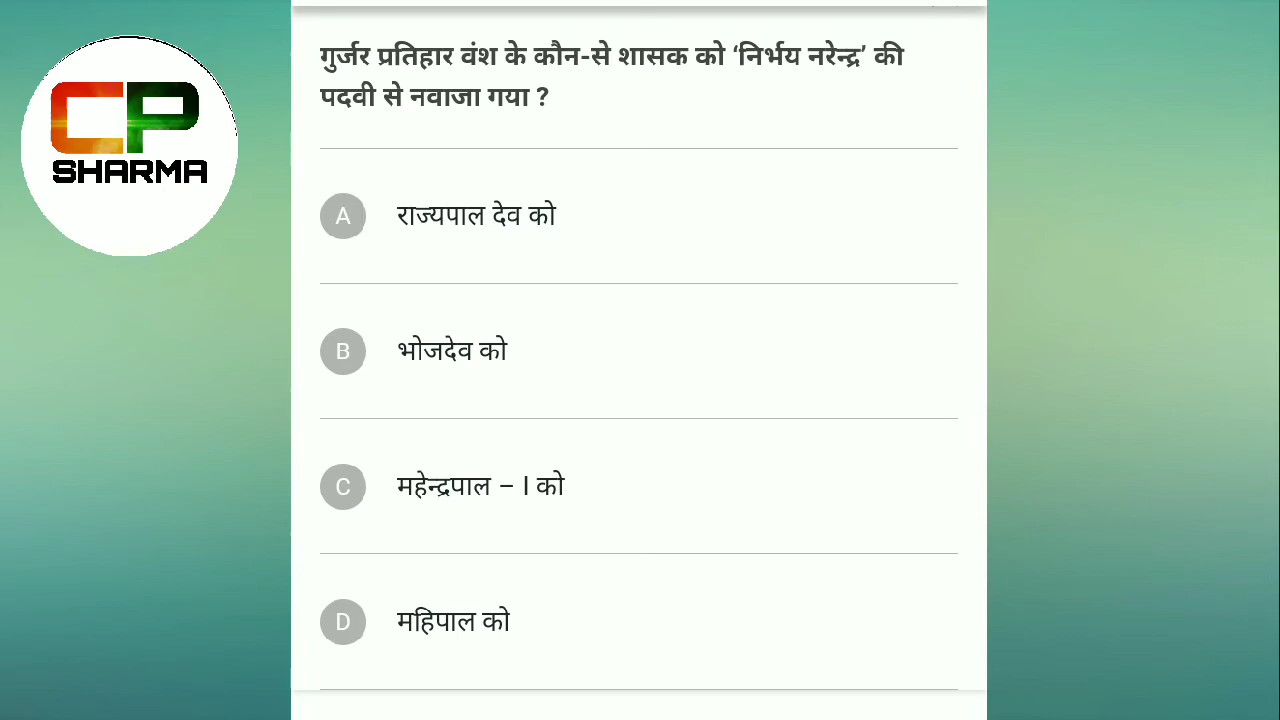 CP
SHARMA
गुर्जर प्रतिहार वंश के कौन-से शासक को ‘निर्भय नरेन्द्र’ की
पदवी से नवाजा गया ?
A राज्यपाल देव को
B भोजदेव को
C महेन्द्रपाल – I को
D महिपाल को